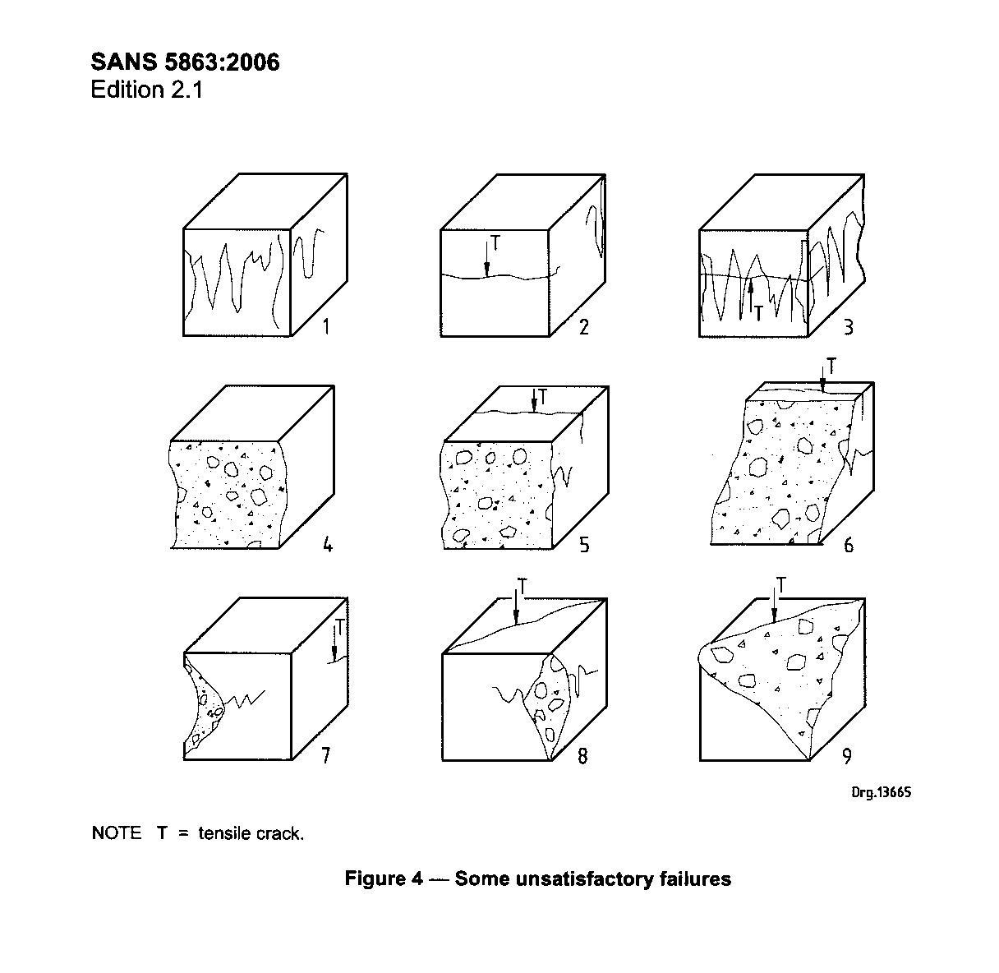 SANS 5863:2006
Edition 2.1
1
T
2
T
3
4
T
5
T
6
T
7
T
8
T
9
Drg.13665
NOTE T = tensile crack.
Figure 4 — Some unsatisfactory failures